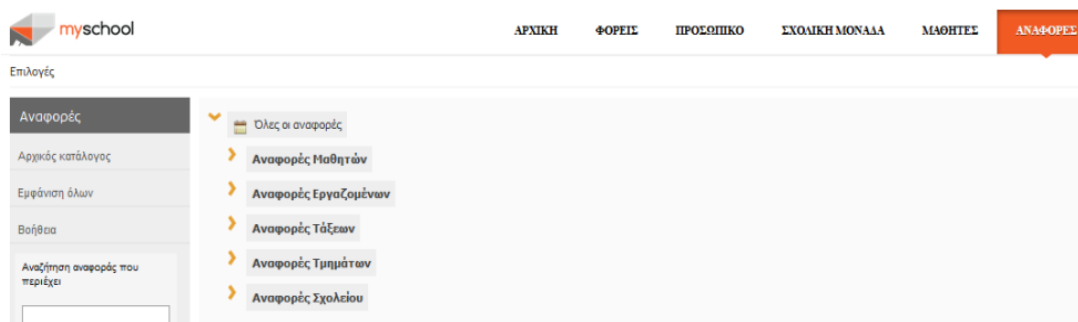 myschool
ΑΡΧΙΚΗ ΦΟΡΕΙΣ ΠΡΟΣΩΠΙΚΟ ΣΧΟΛΙΚΗ ΜΟΝΑΔΑ ΜΑΘΗΤΕΣ ΑΝΑΦΟΡΕΣ
Επιλογές
Αναφορές
Αρχικός κατάλογος
Εμφάνιση όλων
Βοήθεια
Αναζήτηση αναφοράς που
περιέχει
Όλες οι αναφορές
Αναφορές Μαθητών
Αναφορές Εργαζομένων
Αναφορές Τάξεων
Αναφορές Τμημάτων
Αναφορές Σχολείου